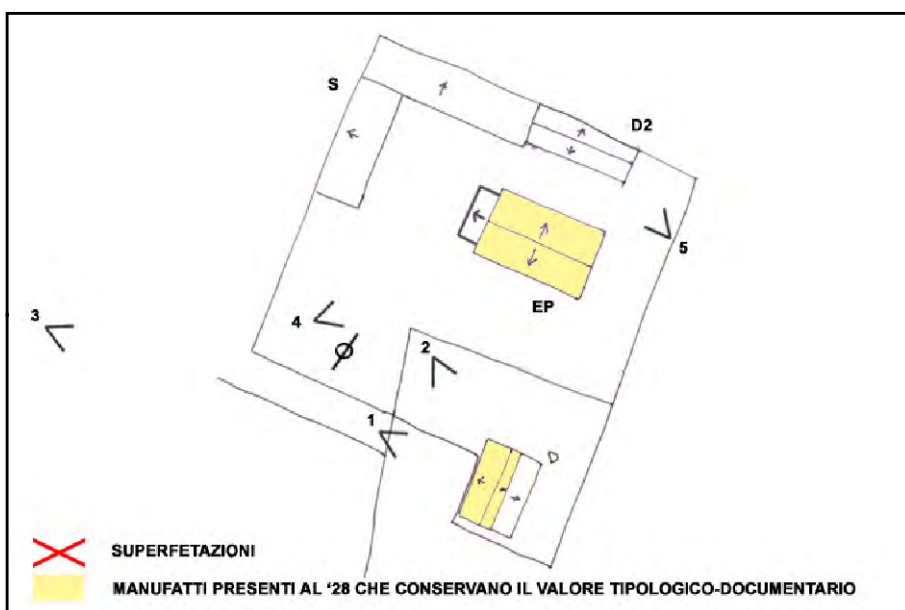 S
D2
5
EP
3
4
2
1
D
SUPERFETAZIONI
MANUFATTI PRESENTI AL '28 CHE CONSERVANO IL VALORE TIPOLOGICO-DOCUMENTARIO